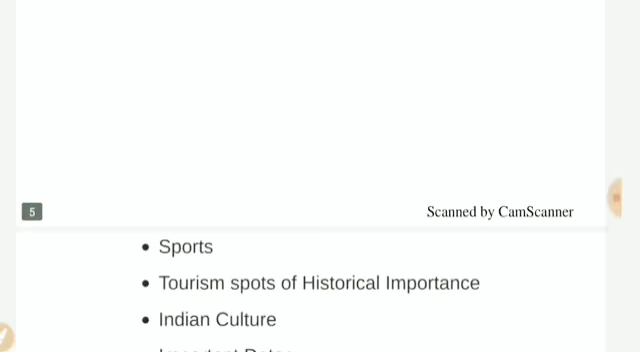 5
Scanned by CamScanner
• Sports
• Tourism spots of Historical Importance
• Indian Culture